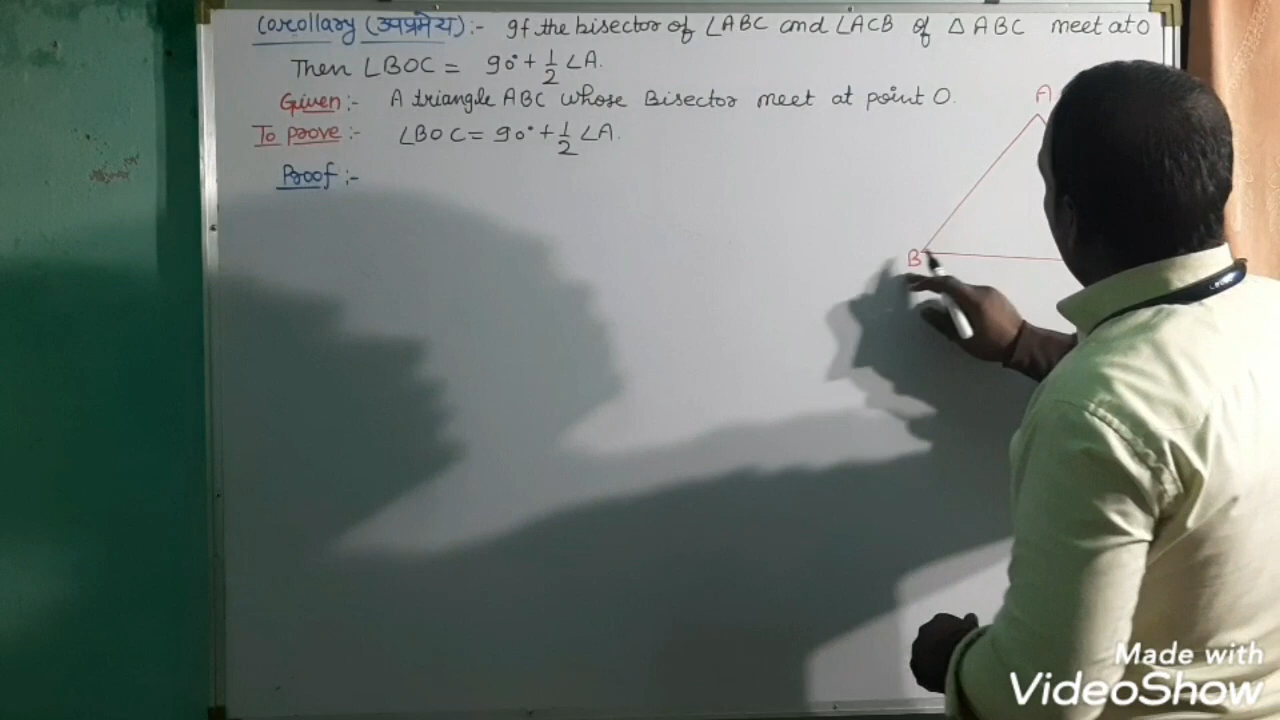 Corollary (उपप्रमेय) :- If the bisector of ∠ABC and ∠ACB of △ABC meet at O
Then ∠BOC = 90° + 1/2 ∠A.
Given :- A triangle ABC whose Bisector meet at point O.
To prove :- ∠BOC = 90° + 1/2 ∠A.
Proof :-
A
B
Made with
VideoShow